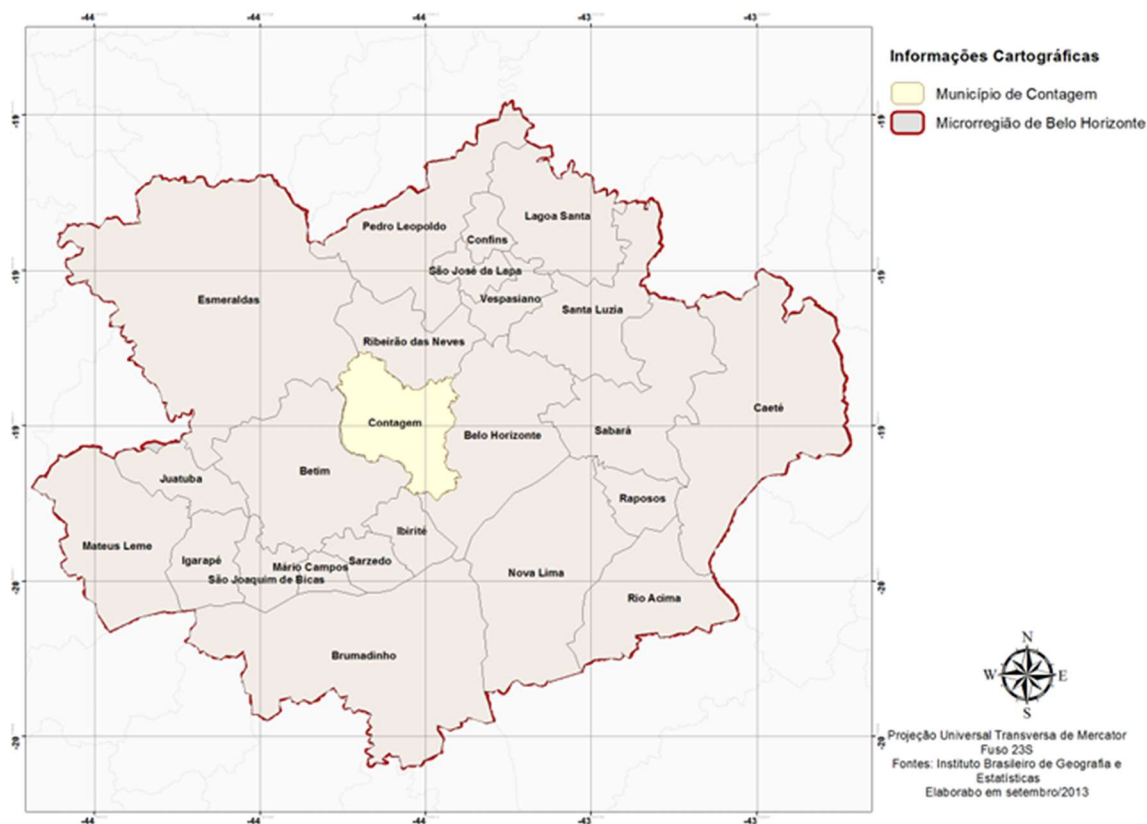 -44
-44
-44
-43
-43
Informações Cartográficas
Município de Contagem
Microrregião de Belo Horizonte
-19
-19
Lagoa Santa
Pedro Leopoldo
Confins
-19
-19
São José da Lapa
Esmeraldas
Vespasiano
Santa Luzia
Ribeirão das Neves
Caeté
-19
-19
Contagem
Belo Horizonte
Sabará
Betim
Juatuba
Raposos
Ibirité
Mateus Leme
Igarapé
Sarzedo
Mário Campos
São Joaquim de Bicas
Nova Lima
-20
-20
Rio Acima
Brumadinho
N
W
E
S
-20
-20
Projeção Universal Transversa de Mercator
Fuso 23S
Fontes: Instituto Brasileiro de Geografia e
Estatísticas
Elaborabo em setembro/2013
-44
-44
-44
-43
-43